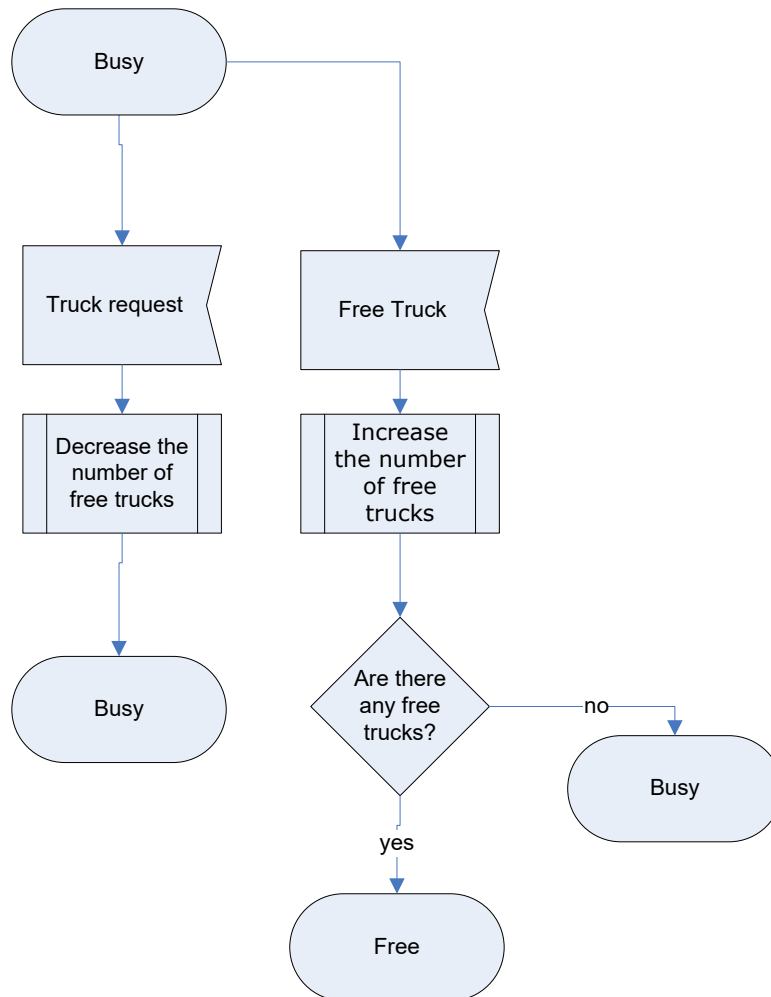 Busy
Truck request
Free Truck
Decrease the
number of
free trucks
Increase
the number
of free
trucks
Busy
Are there
any free
trucks?
no
Busy
yes
Free